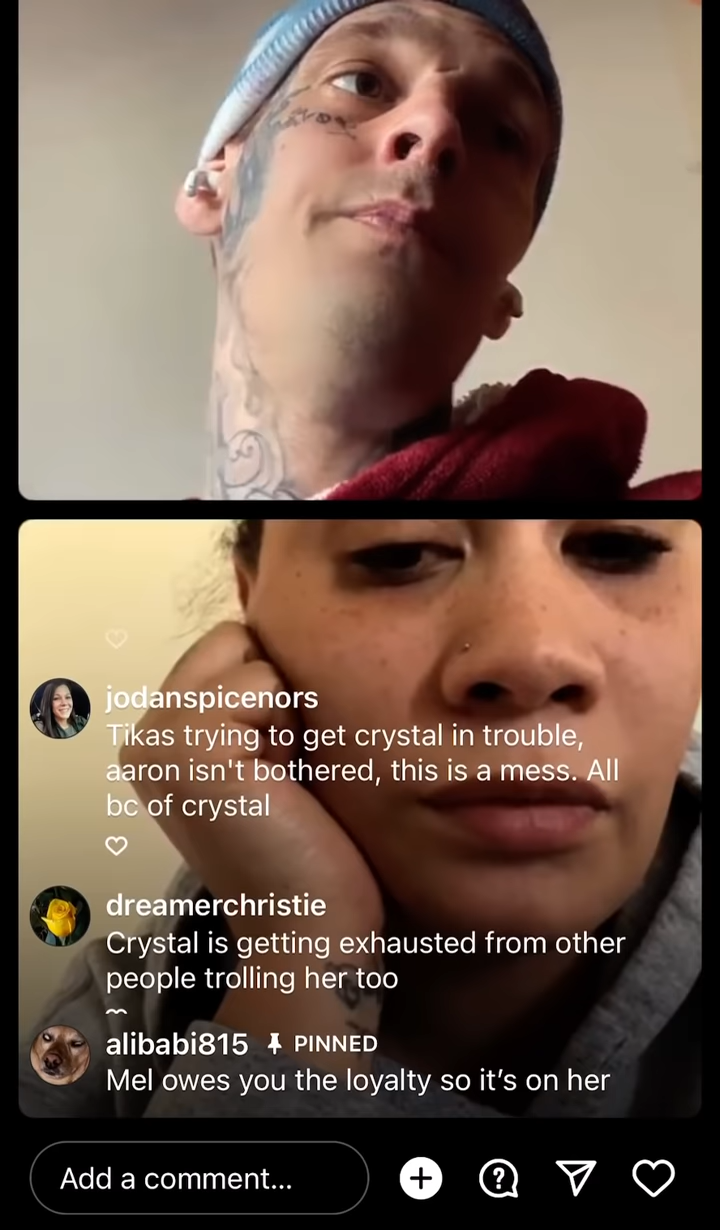 jodanspicenors
Tikas trying to get crystal in trouble,
aaron isn't bothered, this is a mess. All
bc of crystal
dreamerchristie
Crystal is getting exhausted from other
people trolling her too
alibabi815 PINNED
Mel owes you the loyalty so it’s on her
Add a comment...